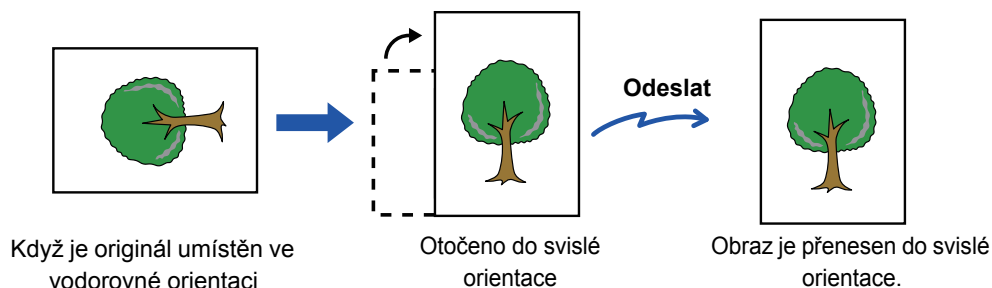 Odeslat
Když je originál umístěn ve
vodorovné orientaci
Otočeno do svislé
orientace
Obraz je přenesen do svislé
orientace.